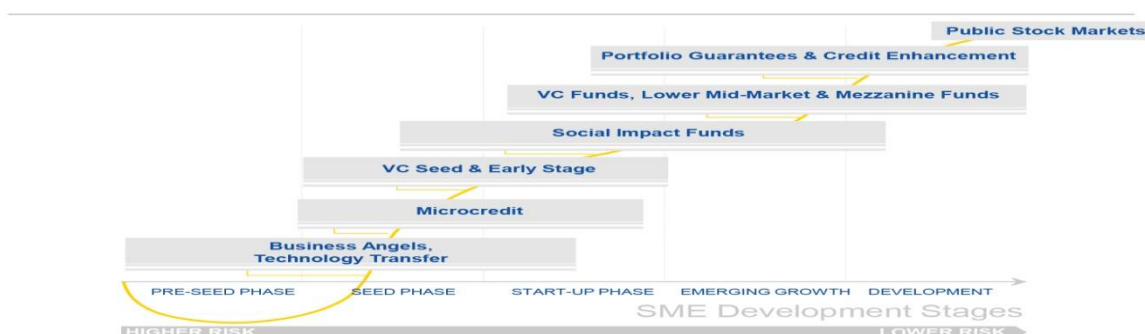 Public Stock Markets
Portfolio Guarantees & Credit Enhancement
VC Funds, Lower Mid-Market & Mezzanine Funds
Social Impact Funds
VC Seed & Early Stage
Microcredit
Business Angels,
Technology Transfer
PRE-SEED PHASE SEED PHASE START-UP PHASE EMERGING GROWTH DEVELOPMENT
SME Development Stages
HIGHER RISK LOWER RISK